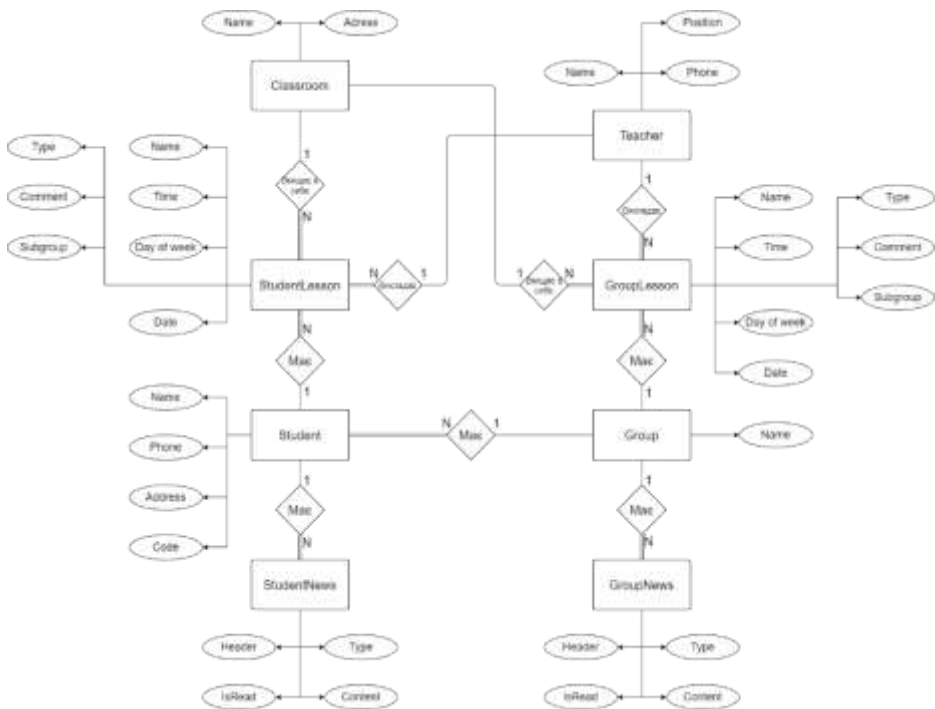 Name
Adress
Position
Name
Phone
Classroom
Teacher
Type
Name
1
1
Comment
Time
Name
Type
Subgroup
Day of week
N
N
Time
Comment
StudentLesson
N
1
1
N
GroupLesson
Subgroup
Date
N
N
Day of week
Має
Має
Date
Name
1
1
Student
N
Має
1
Group
Name
Phone
1
1
Address
Має
Має
Code
N
N
StudentNews
GroupNews
Header
Type
Header
Type
IsRead
Content
IsRead
Content